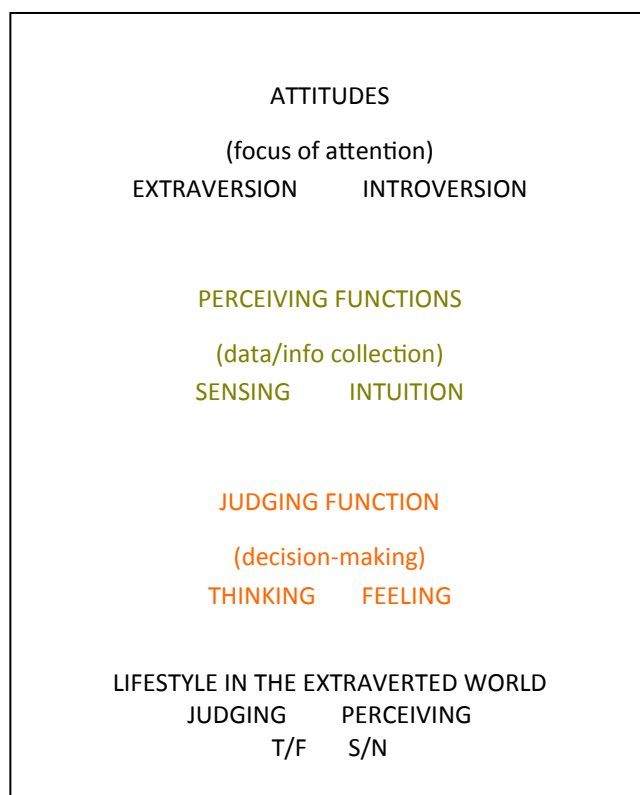 ATTITUDES
(focus of attention)
EXTRAVERSION INTROVERSION
PERCEIVING FUNCTIONS
(data/info collection)
SENSING INTUITION
JUDGING FUNCTION
(decision-making)
THINKING FEELING
LIFESTYLE IN THE EXTRAVERTED WORLD
JUDGING PERCEIVING
T/F S/N